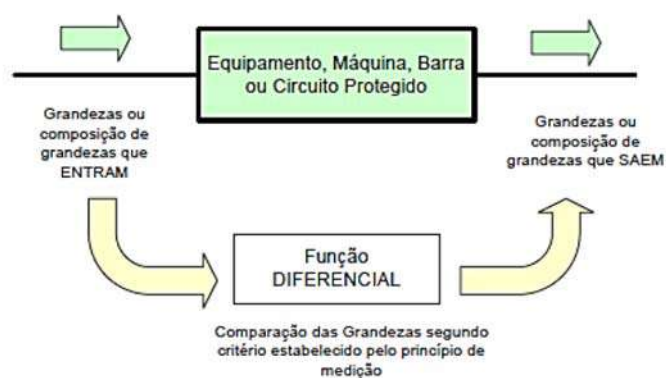 Equipamento, Máquina, Barra
ou Circuito Protegido
Grandezas ou
composição de
grandezas que
ENTRAM
Grandezas ou
composição de
grandezas que SAEM
Função
DIFERENCIAL
Comparação das Grandezas segundo
critério estabelecido pelo princípio de
medição